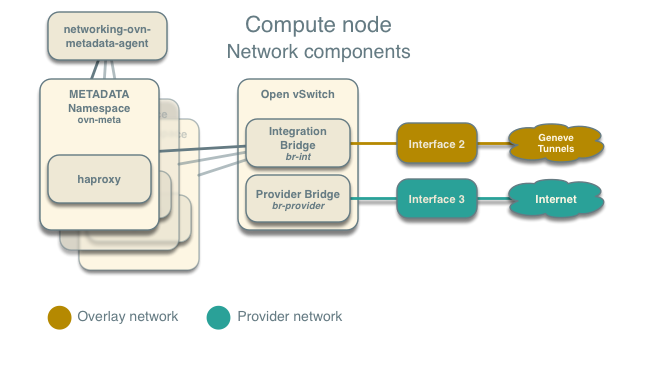 networking-ovn-
metadata-agent
Compute node
Network components
METADATA
Namespace
ovn-meta
haproxy
Open vSwitch
Integration
Bridge
br-int
Provider Bridge
br-provider
Interface 2
Geneve
Tunnels
Interface 3
Internet
Overlay network
Provider network